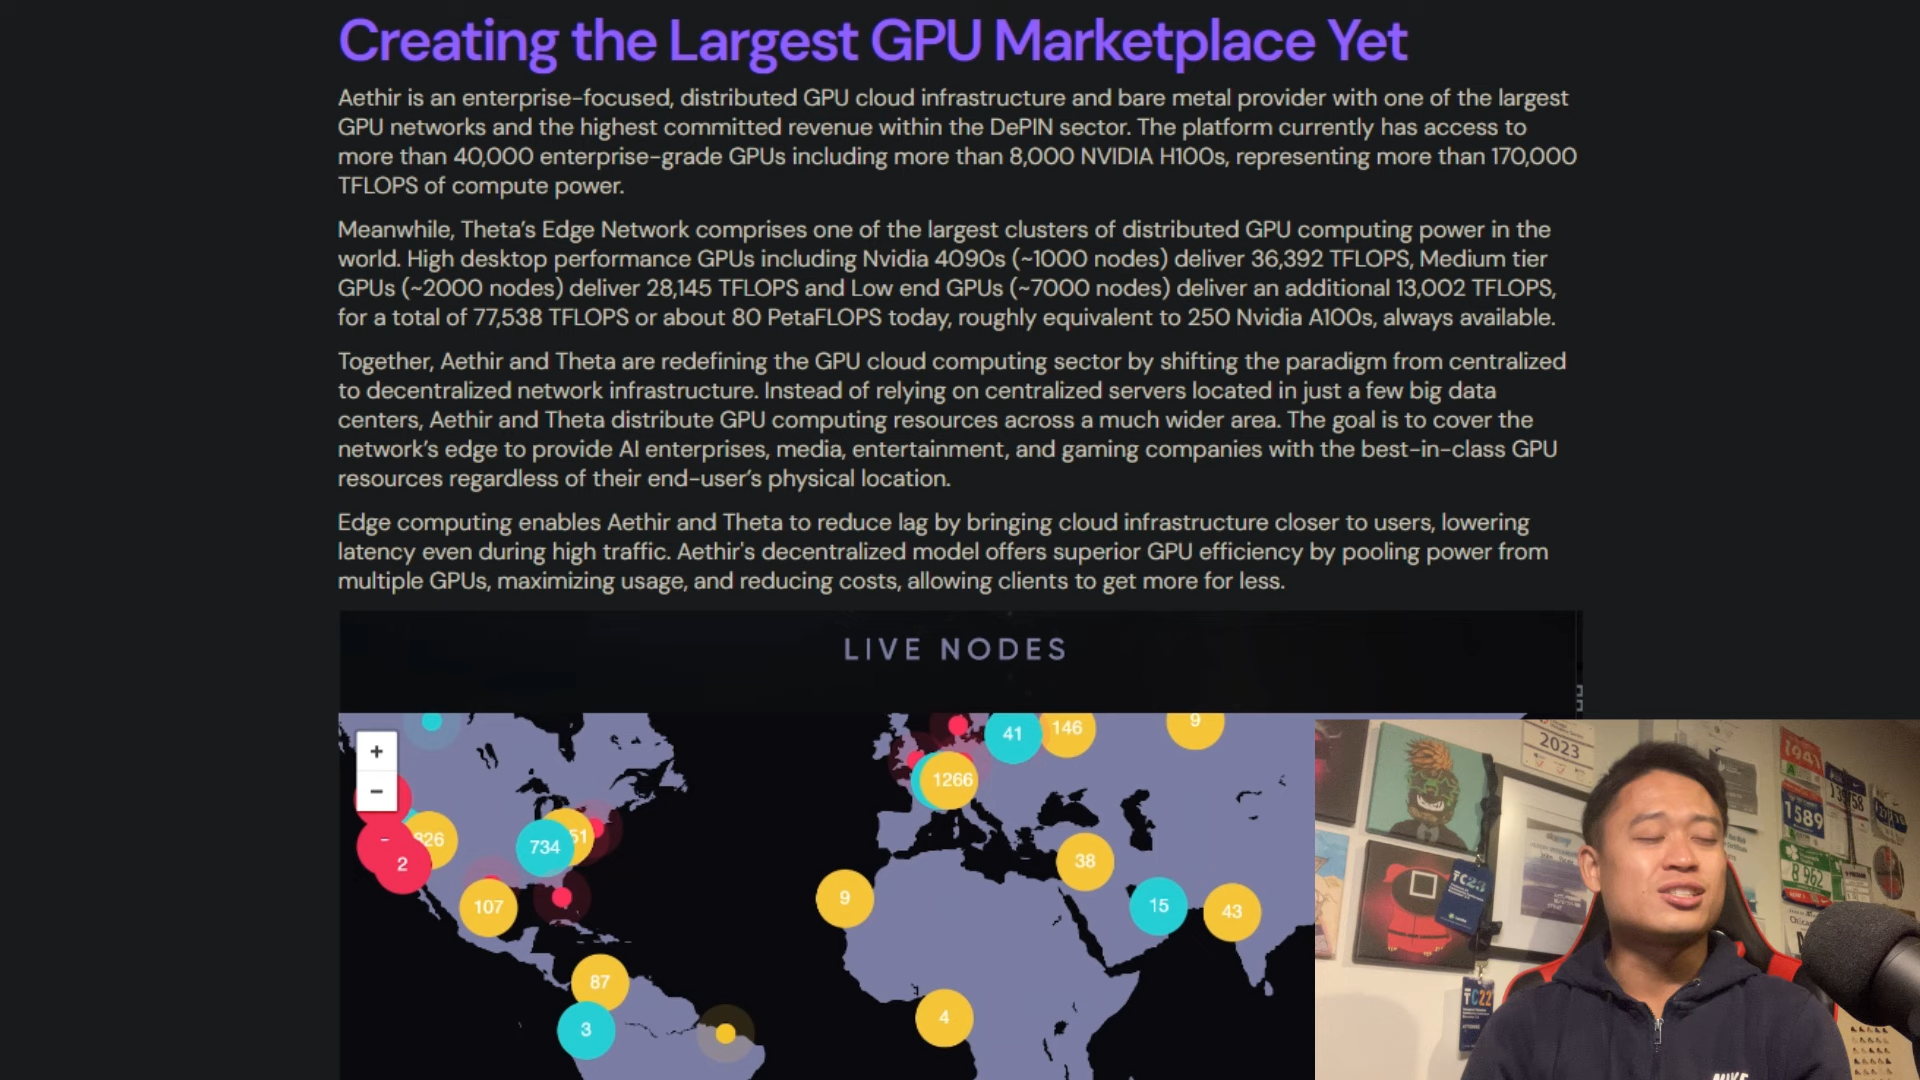 Creating the Largest GPU Marketplace Yet
Aethir is an enterprise-focused, distributed GPU cloud infrastructure and bare metal provider with one of the largest
GPU networks and the highest committed revenue within the DePIN sector. The platform currently has access to
more than 40,000 enterprise-grade GPUs including more than 8,000 NVIDIA H100s, representing more than 170,000
TFLOPS of compute power.
Meanwhile, Theta's Edge Network comprises one of the largest clusters of distributed GPU computing power in the
world. High desktop performance GPUs including Nvidia 4090s (~1000 nodes) deliver 36,392 TFLOPS, Medium tier
GPUs (~2000 nodes) deliver 28,145 TFLOPS and Low end GPUs (~7000 nodes) deliver an additional 13,002 TFLOPS,
for a total of 77,538 TFLOPS or about 80 PetaFLOPS today, roughly equivalent to 250 Nvidia A100s, always available.
Together, Aethir and Theta are redefining the GPU cloud computing sector by shifting the paradigm from centralized
to decentralized network infrastructure. Instead of relying on centralized servers located in just a few big data
centers, Aethir and Theta distribute GPU computing resources across a much wider area. The goal is to cover the
network's edge to provide AI enterprises, media, entertainment, and gaming companies with the best-in-class GPU
resources regardless of their end-user's physical location.
Edge computing enables Aethir and Theta to reduce lag by bringing cloud infrastructure closer to users, lowering
latency even during high traffic. Aethir's decentralized model offers superior GPU efficiency by pooling power from
multiple GPUs, maximizing usage, and reducing costs, allowing clients to get more for less.
LIVE NODES
+
−
41
146
9
1266
826
51
734
2
38
107
9
15
43
87
3
4
2023
1941
1589
8962
TC23
TC22
NIKE